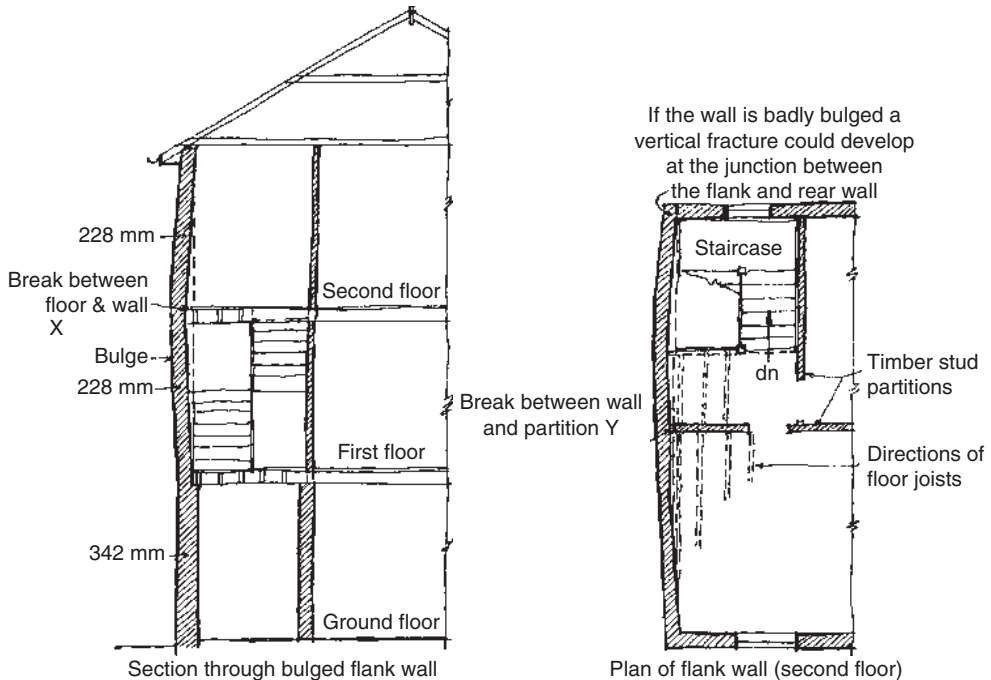 228 mm
Break between
floor & wall
X
Bulge
228 mm
342 mm
Second floor
First floor
Ground floor
Section through bulged flank wall
If the wall is badly bulged a
vertical fracture could develop
at the junction between
the flank and rear wall
Staircase
dn
Break between wall
and partition Y
Timber stud
partitions
Directions of
floor joists
Plan of flank wall (second floor)